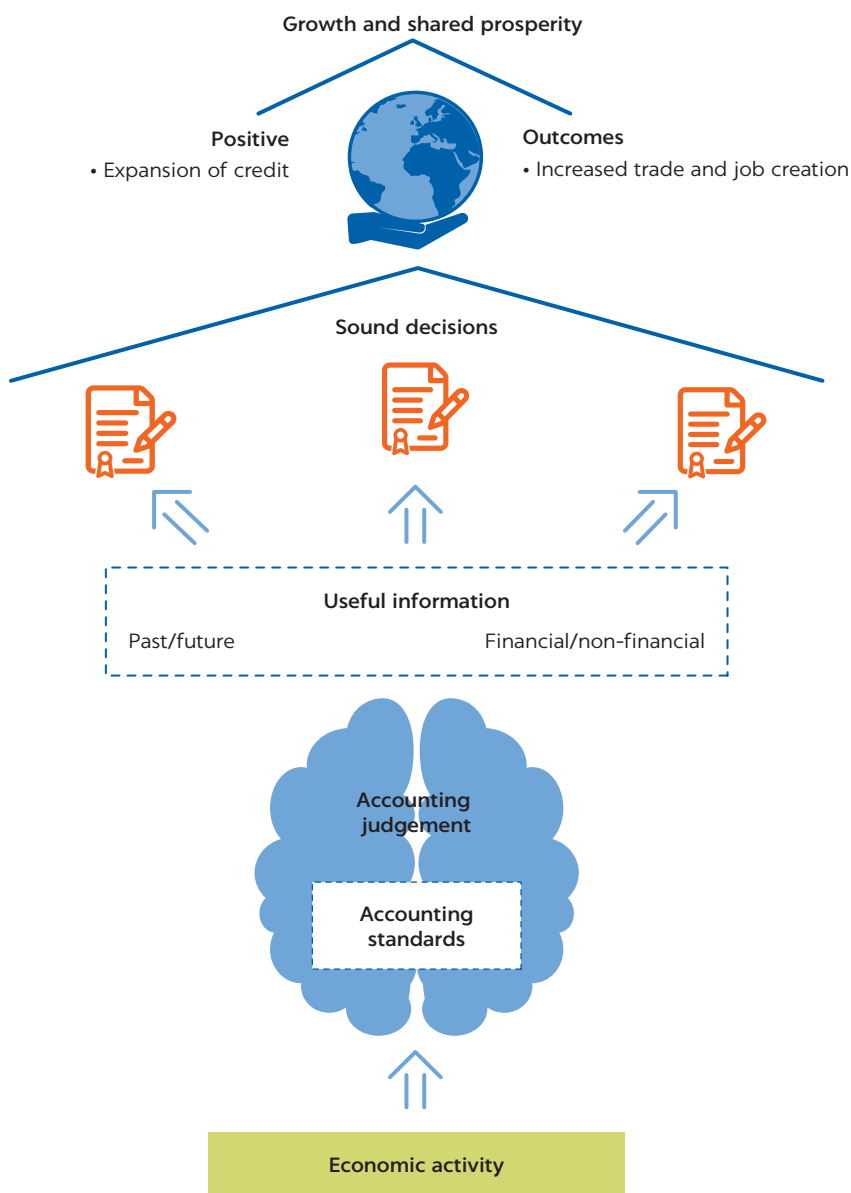 Growth and shared prosperity
Positive
• Expansion of credit
Outcomes
• Increased trade and job creation
Sound decisions
Useful information
Past/future
Financial/non-financial
Accounting
judgement
Accounting
standards
Economic activity